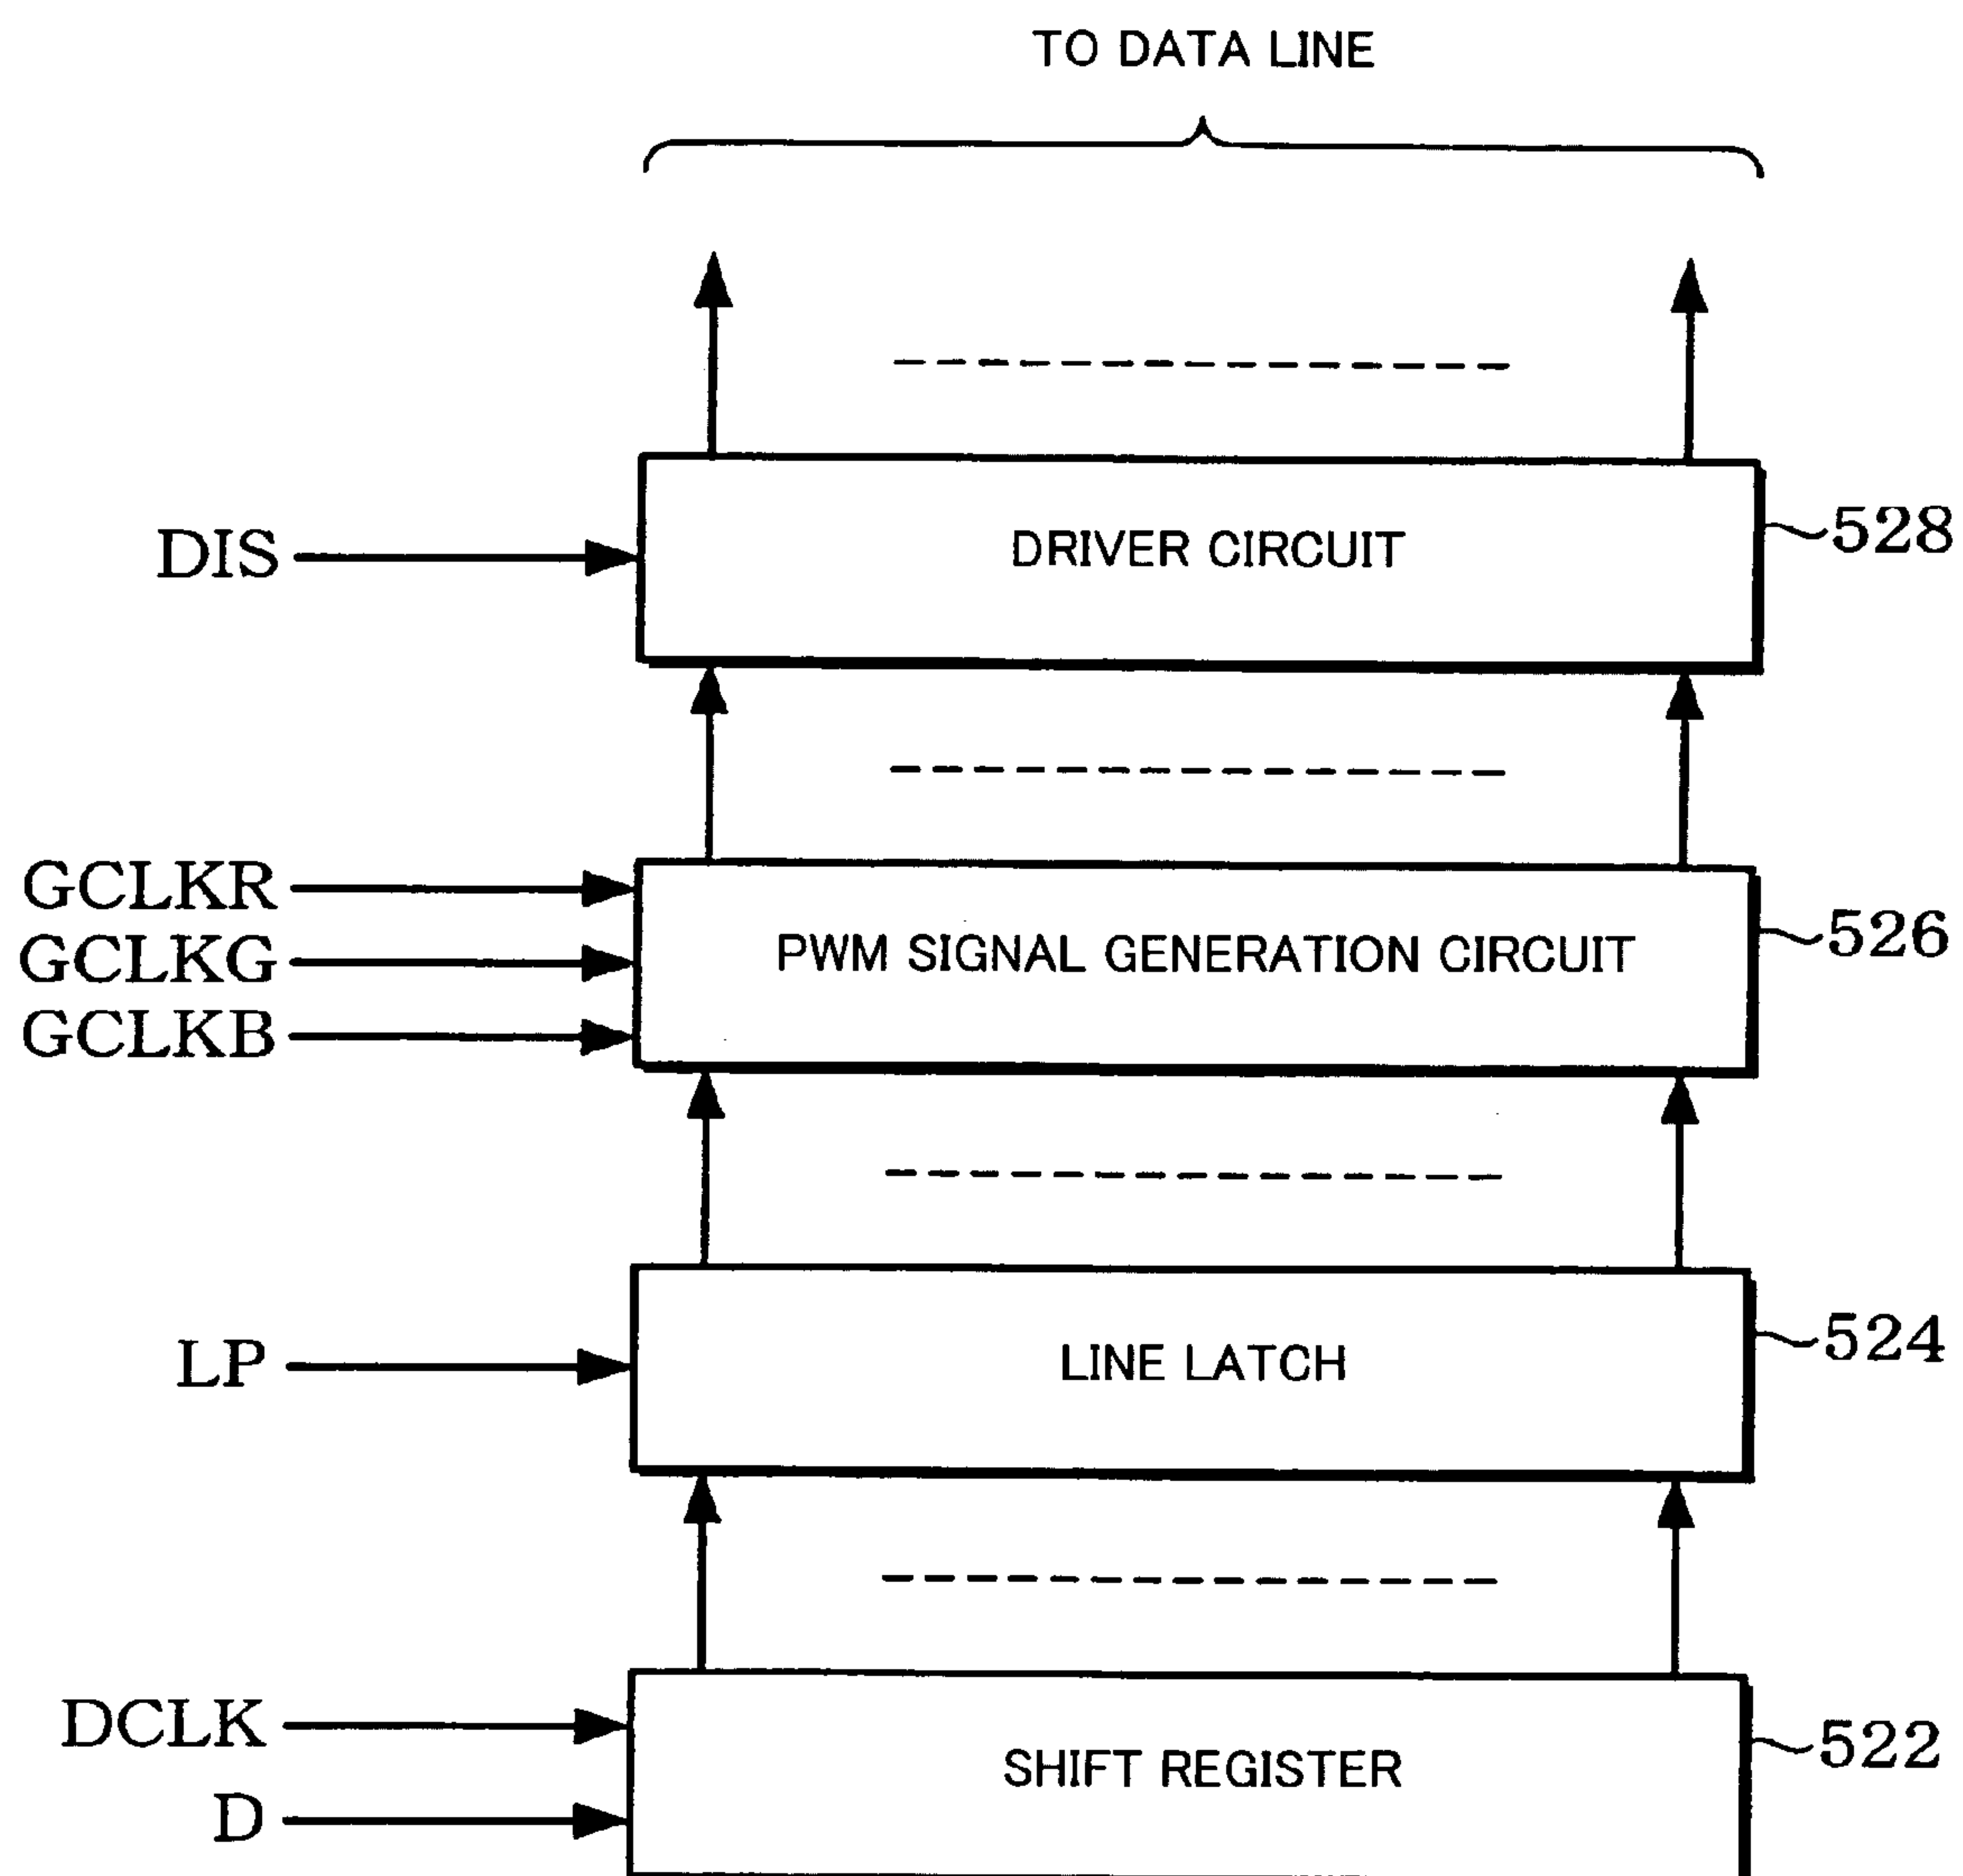 TO DATA LINE
DIS
DRIVER CIRCUIT
528
GCLKR
GCLKG
GCLKB
PWM SIGNAL GENERATION CIRCUIT
526
LP
LINE LATCH
524
DCLK
D
SHIFT REGISTER
522